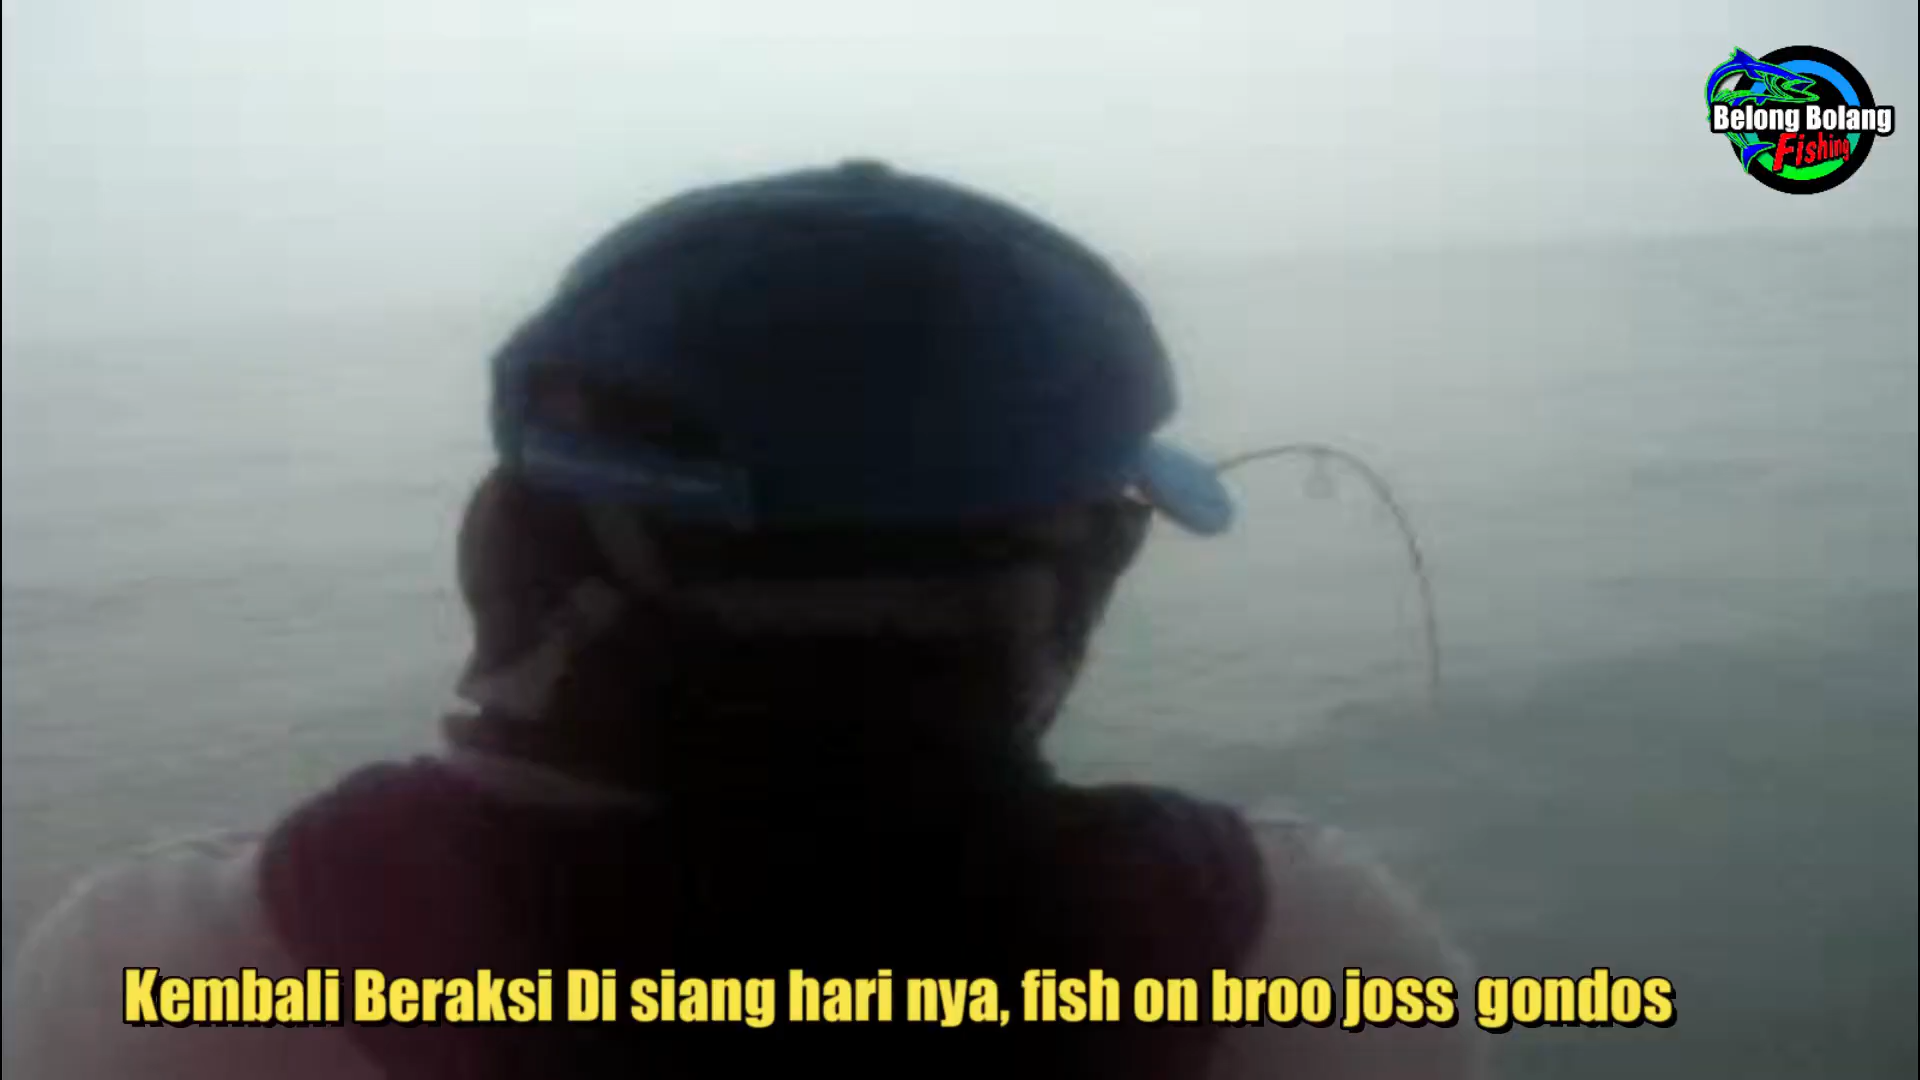 Belong Bolang
Fishing
Kembali Beraksi Di siang hari nya, fish on broo joss gondos